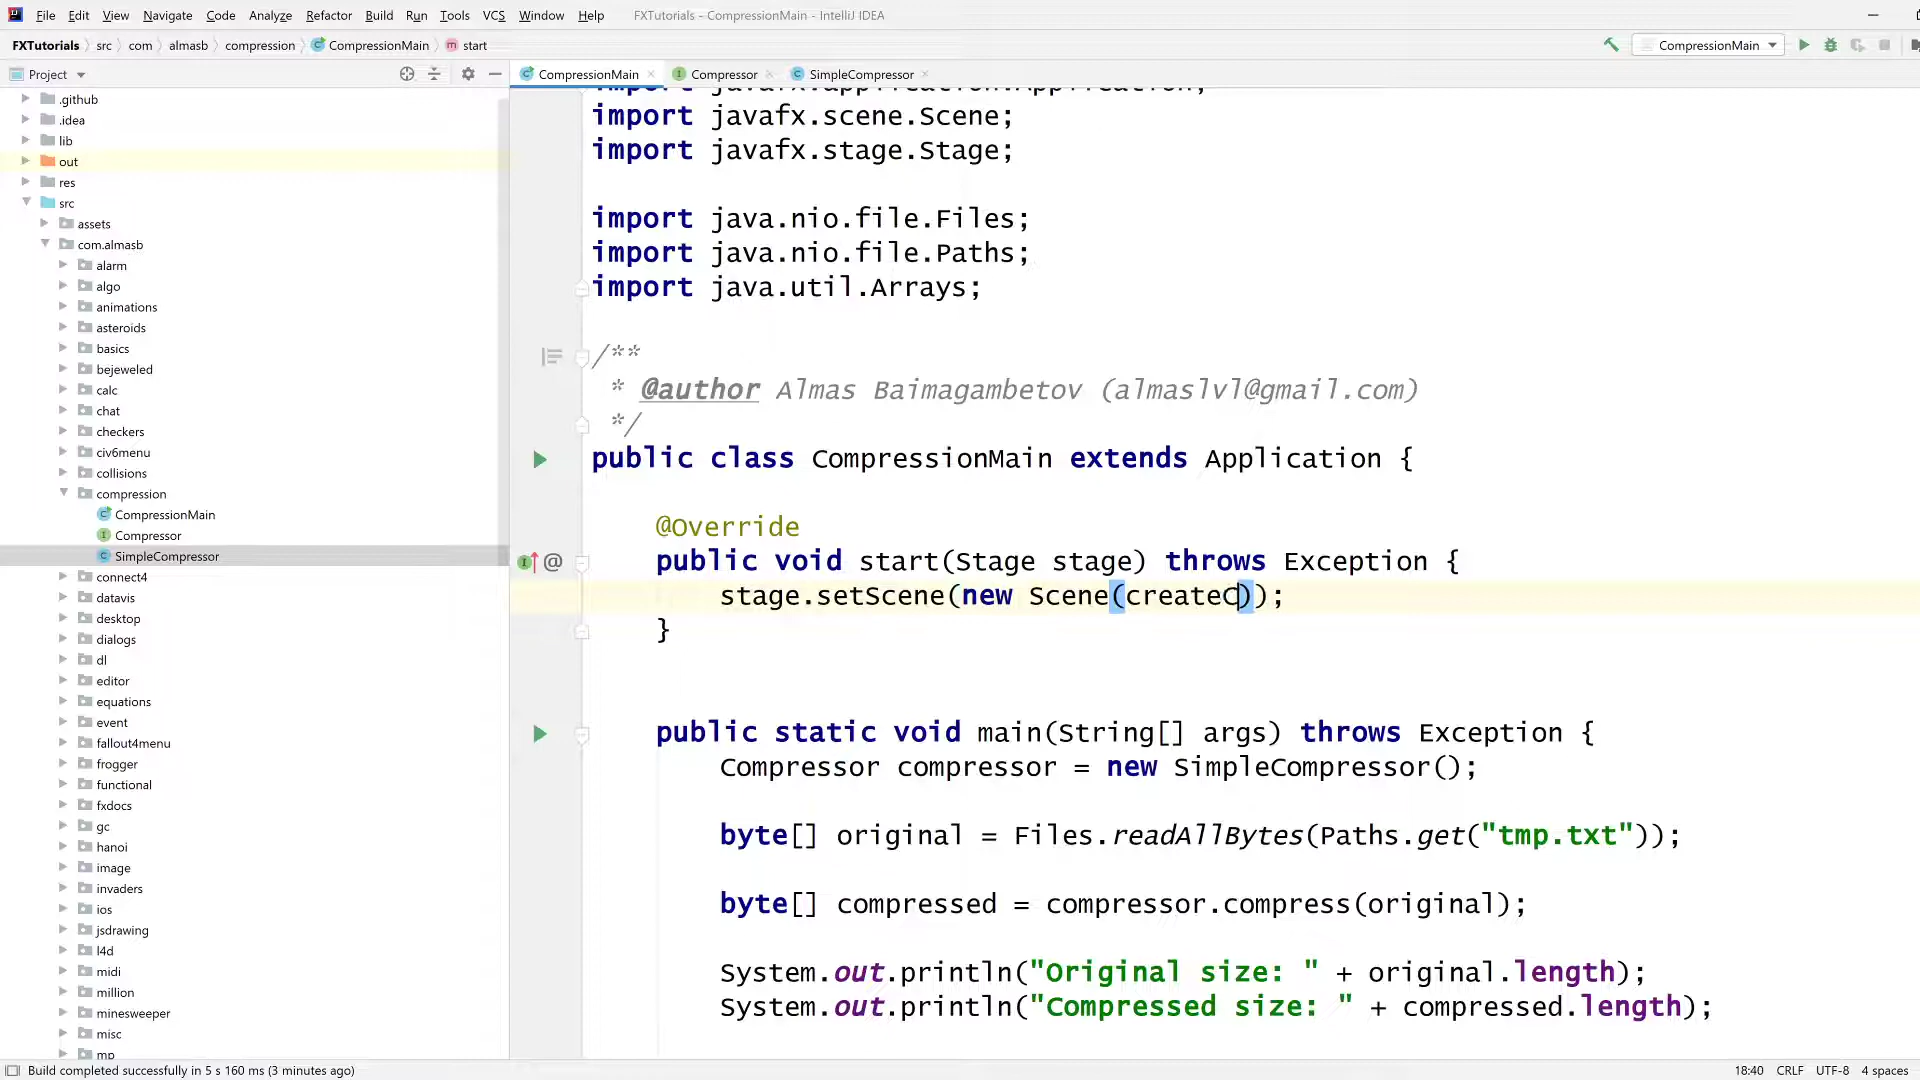 File Edit View Navigate Code Analyze Refactor Build Run Tools VCS Window Help FXTutorials - CompressionMain - IntelliJ IDEA
FXTutorials src com almasb compression CompressionMain start CompressionMain
Project CompressionMain Compressor SimpleCompressor
.github
.idea
lib
out
res
src
assets
com.almasb
alarm
algo
animations
asteroids
basics
bejeweled
calc
chat
checkers
civ6menu
collisions
compression
CompressionMain
Compressor
SimpleCompressor
connect4
datavis
desktop
dialogs
dl
editor
equations
event
fallout4menu
frogger
functional
fxdocs
gc
hanoi
image
invaders
ios
jsdrawing
l4d
midi
million
minesweeper
misc
mp
import javafx.application.Application;
import javafx.scene.Scene;
import javafx.stage.Stage;
import java.nio.file.Files;
import java.nio.file.Paths;
import java.util.Arrays;
/**
* @author Almas Baimagambetov (almaslvl@gmail.com)
*/
public class CompressionMain extends Application {
@Override
public void start(Stage stage) throws Exception {
stage.setScene(new Scene(createC));
}
public static void main(String[] args) throws Exception {
Compressor compressor = new SimpleCompressor();
byte[] original = Files.readAllBytes(Paths.get("tmp.txt"));
byte[] compressed = compressor.compress(original);
System.out.println("Original size: " + original.length);
System.out.println("Compressed size: " + compressed.length);
Build completed successfully in 5 s 160 ms (3 minutes ago) 18:40 CRLF UTF-8 4 spaces